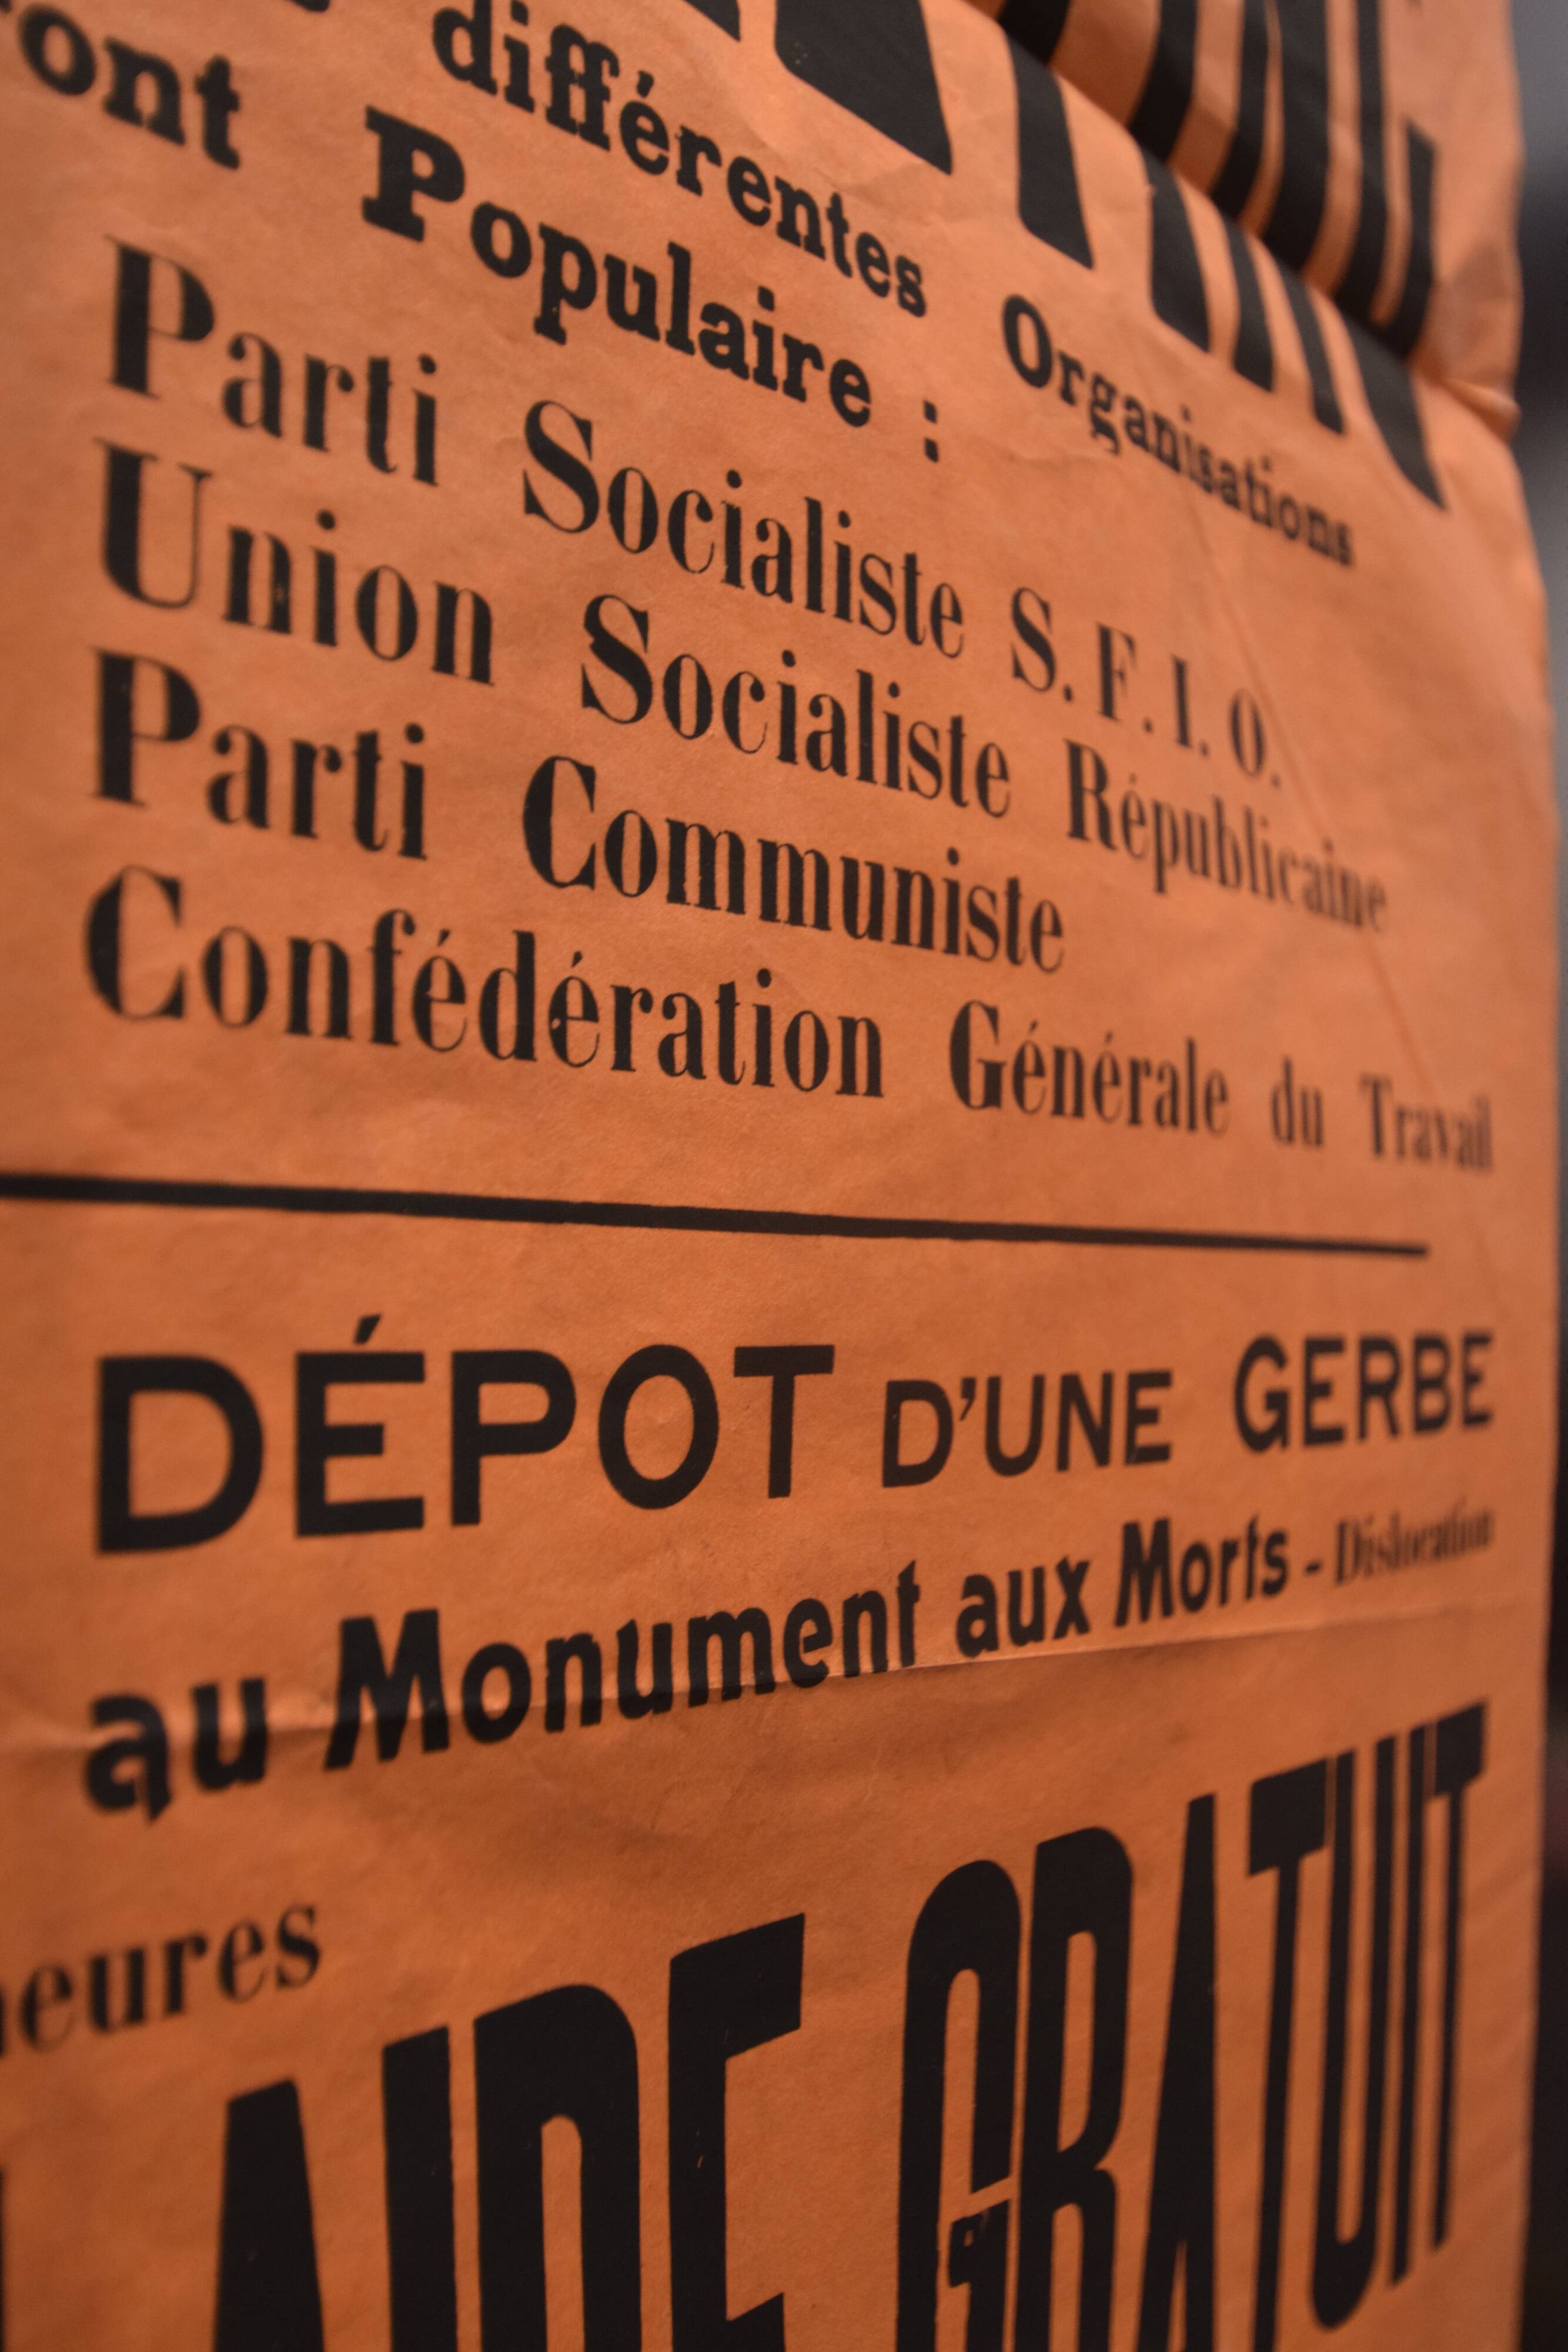 différentes Organisations
ont Populaire :
Parti Socialiste S. F. I. O.
Union Socialiste Républicaine
Parti Communiste
Confédération Générale du Travail
DÉPOT D'UNE GERBE
au Monument aux Morts - Dislocation
heures
AIRE GRATUIT